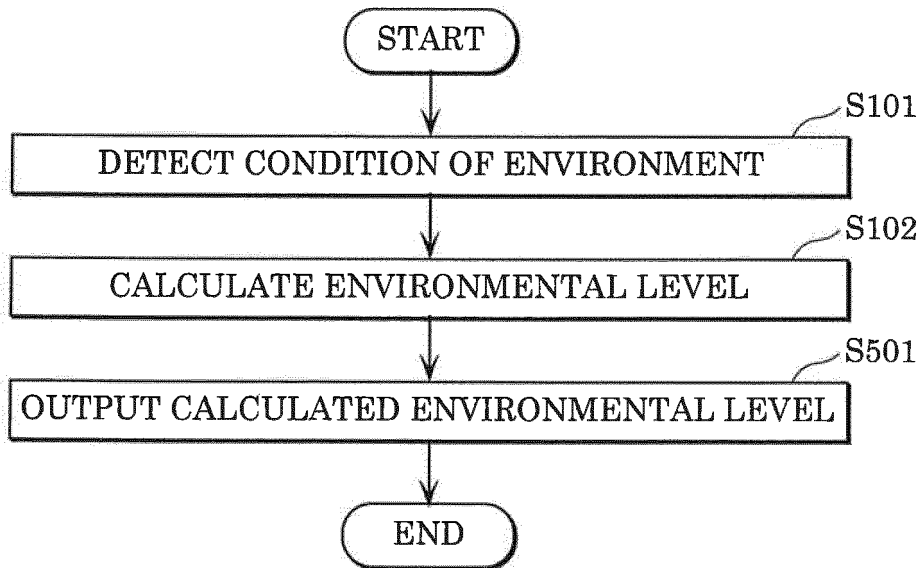 START
S101
DETECT CONDITION OF ENVIRONMENT
S102
CALCULATE ENVIRONMENTAL LEVEL
S501
OUTPUT CALCULATED ENVIRONMENTAL LEVEL
END